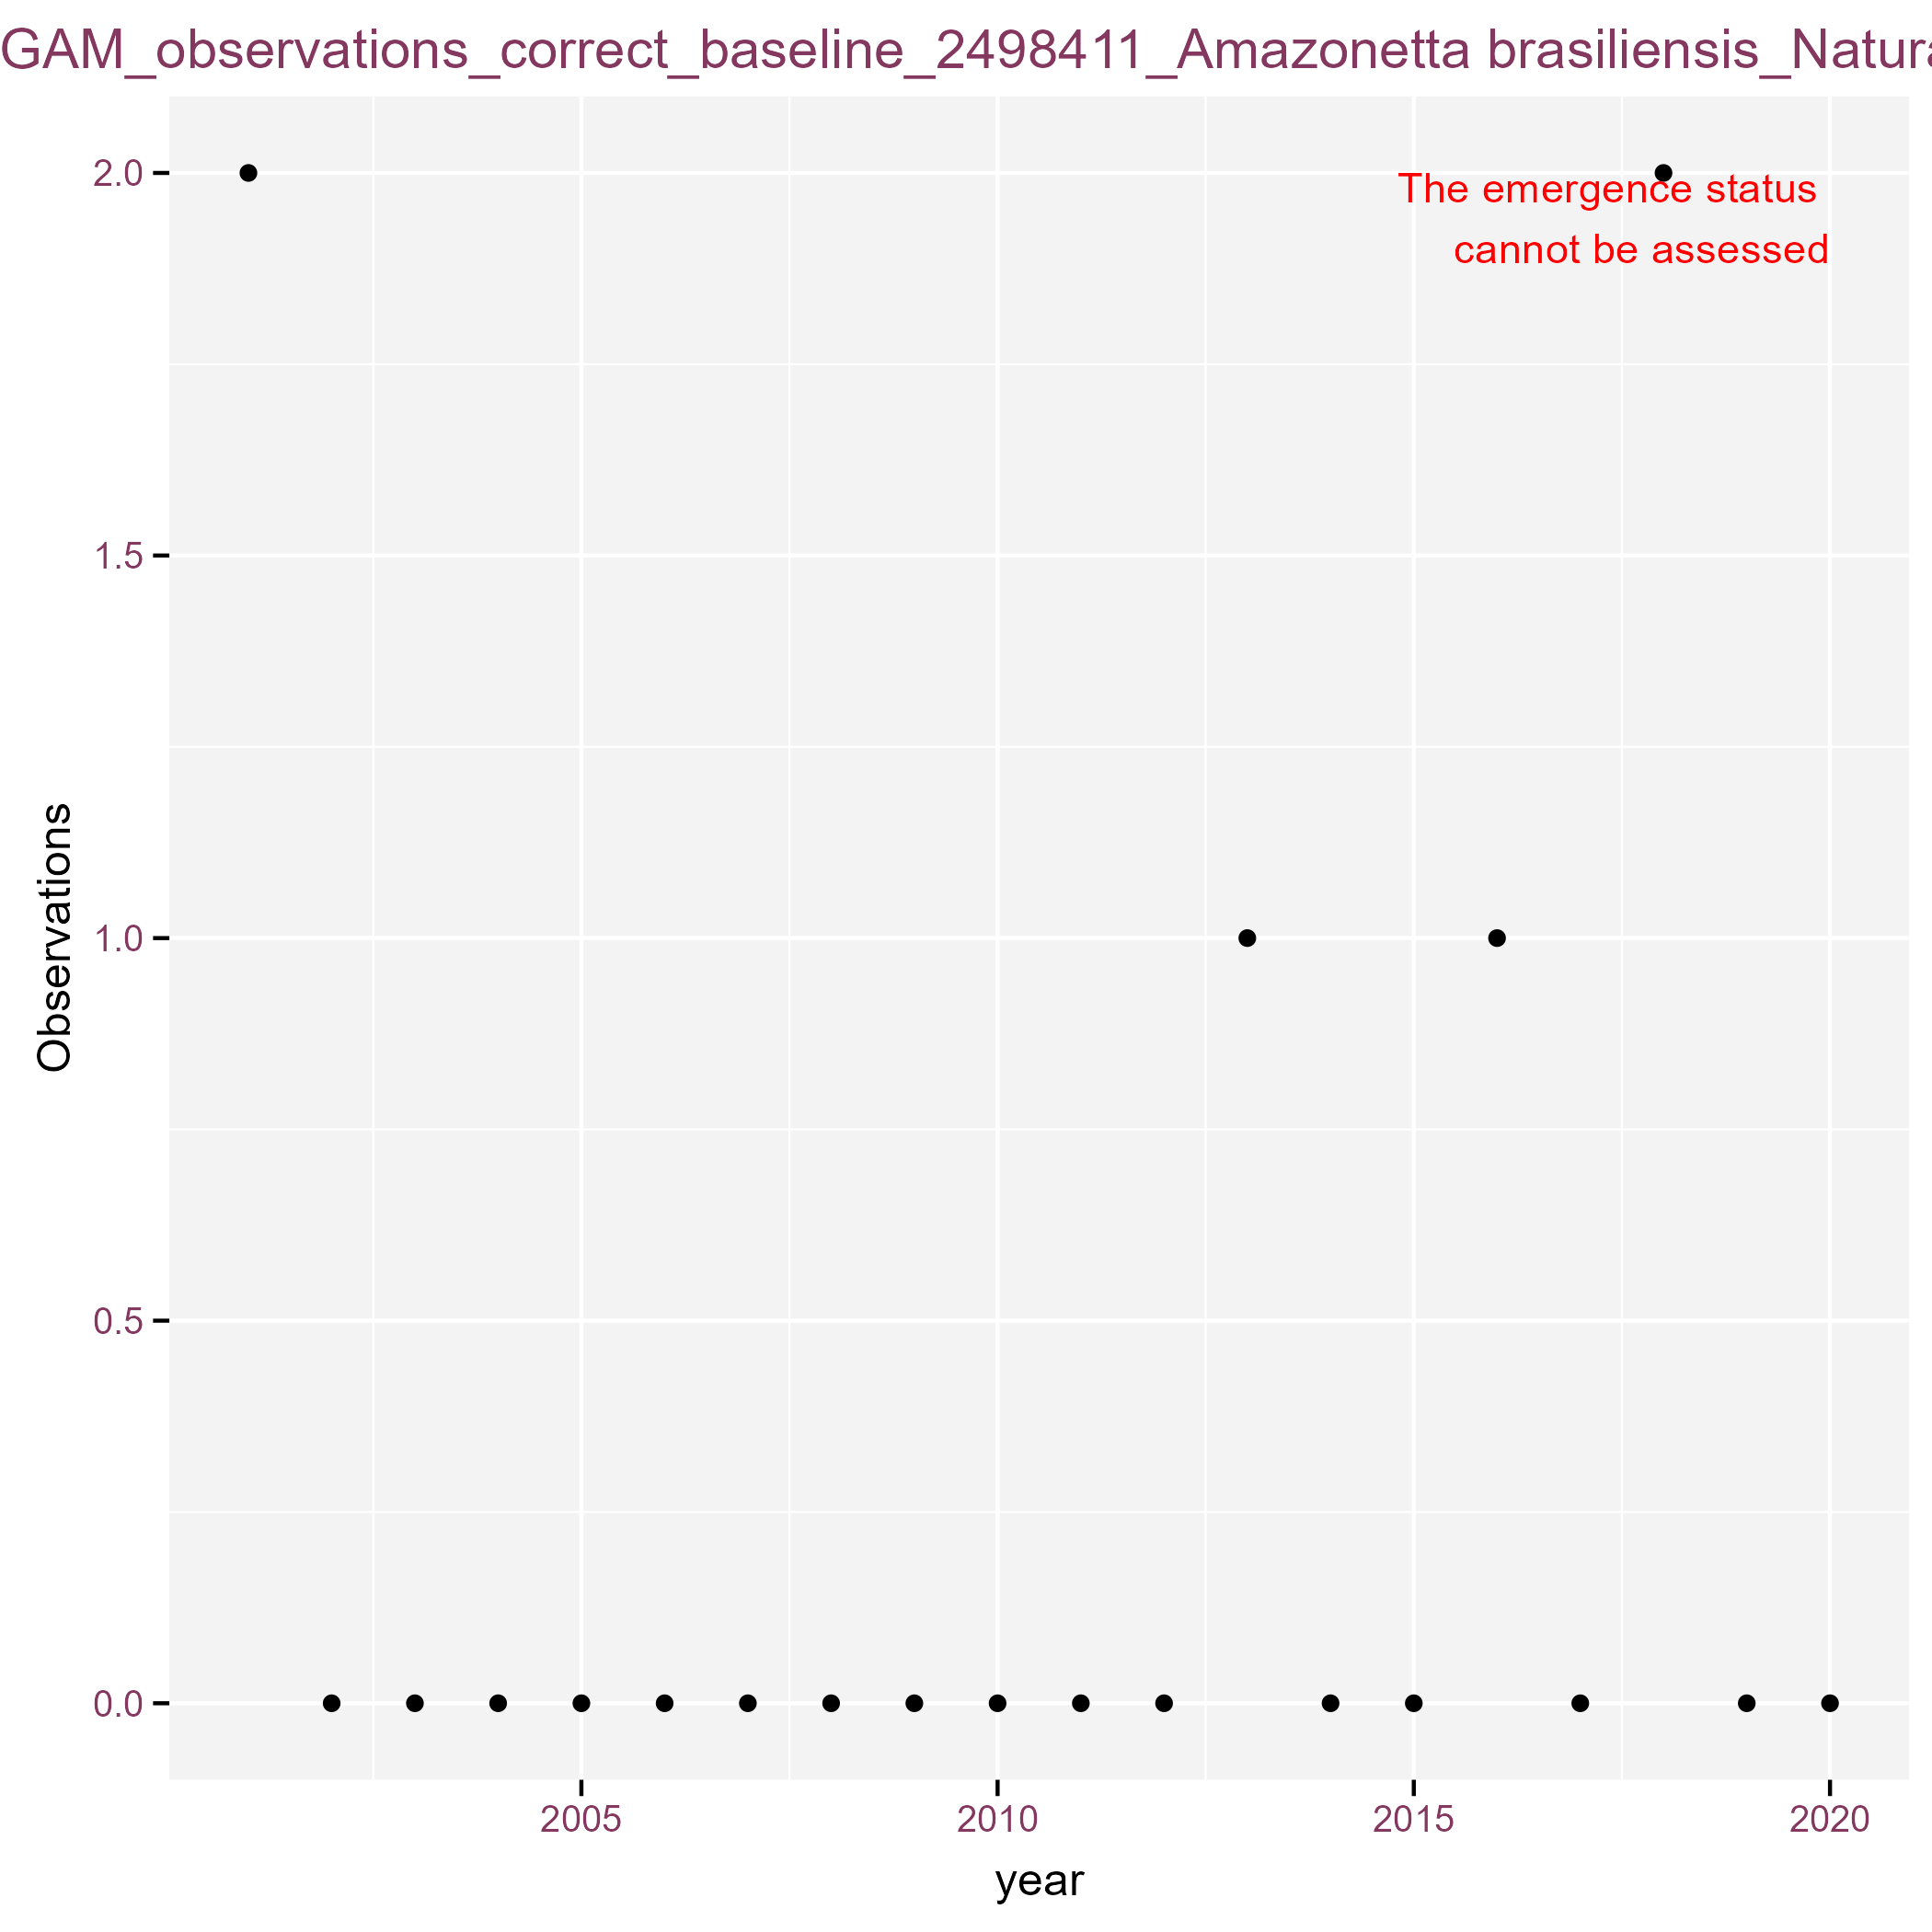 GAM_observations_correct_baseline_2498411_Amazonetta brasiliensis_Natura
2.0
The emergence status
cannot be assessed
1.5
1.0
0.5
0.0
Observations
2005 2010 2015 2020
year